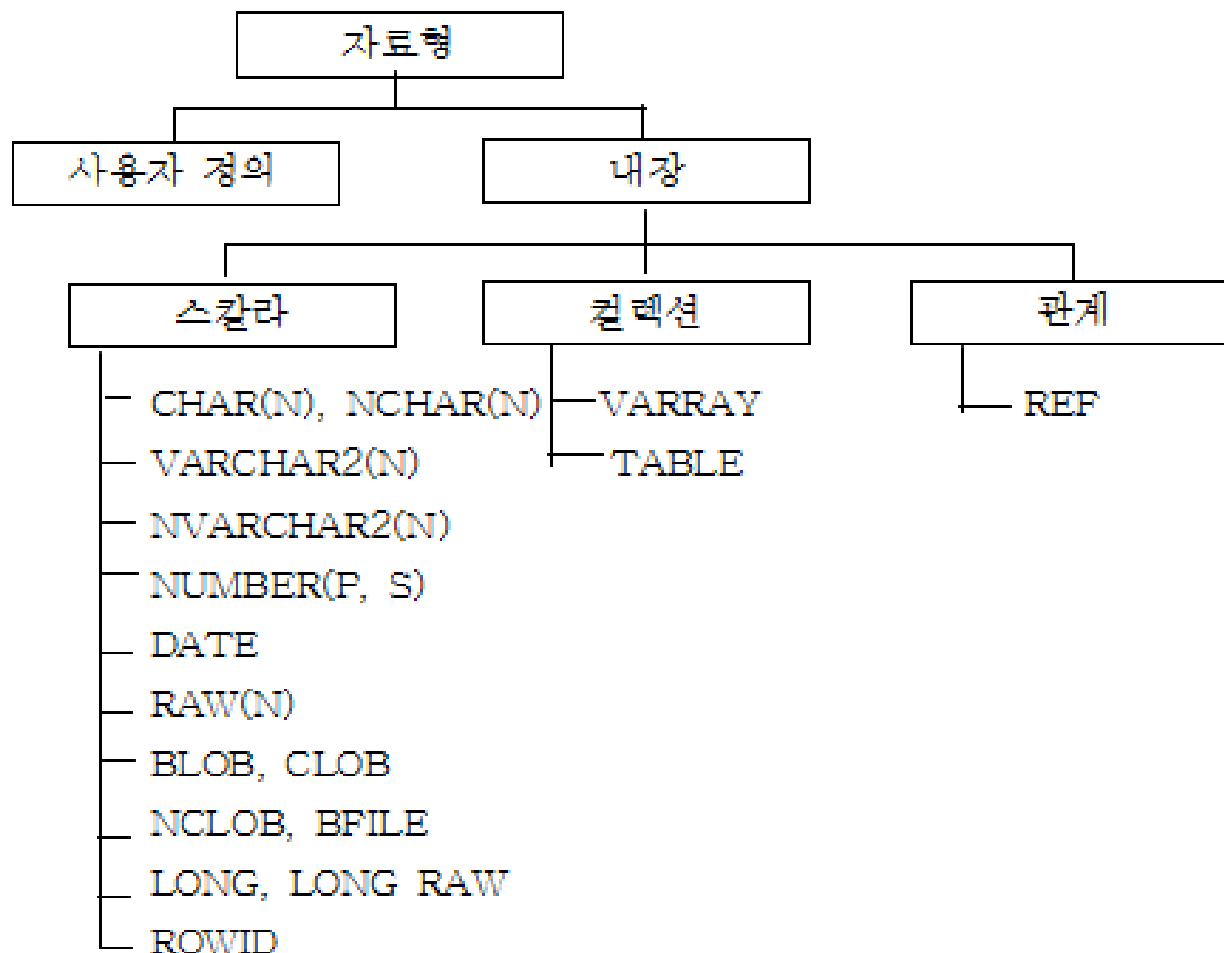 자료형
사용자 정의
내장
스칼라
컬렉션
관계
CHAR(N), NCHAR(N)
VARCHAR2(N)
NVARCHAR2(N)
NUMBER(P, S)
DATE
RAW(N)
BLOB, CLOB
NCLOB, BFILE
LONG, LONG RAW
ROWID
VARRAY
TABLE
REF